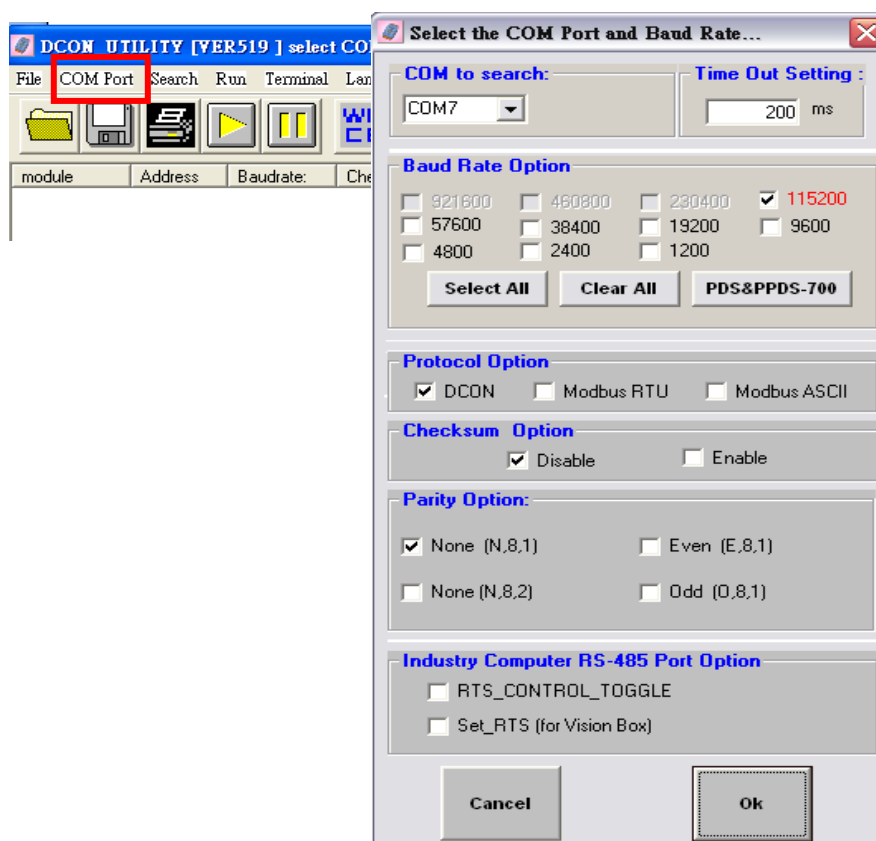 DCON UTILITY [VER519 ] select CO
File COM Port Search Run Terminal Lan
module Address Baudrate: Che
Select the COM Port and Baud Rate...
COM to search:
COM7
Time Out Setting :
200 ms
Baud Rate Option
921600 460800 230400 115200
57600 38400 19200 9600
4800 2400 1200
Select All Clear All PDS&PPDS-700
Protocol Option
DCON Modbus RTU Modbus ASCII
Checksum Option
Disable Enable
Parity Option:
None (N,8,1) Even (E,8,1)
None (N,8,2) Odd (O,8,1)
Industry Computer RS-485 Port Option
RTS_CONTROL_TOGGLE
Set_RTS (for Vision Box)
Cancel Ok